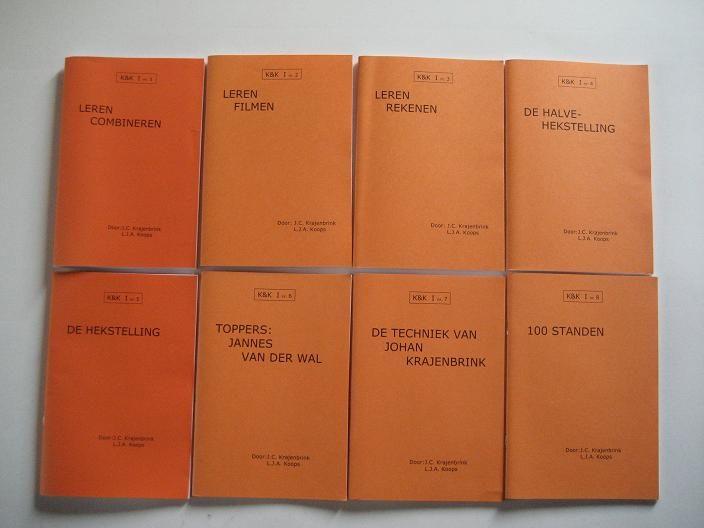 K&K I nr 1
LEREN
COMBINEREN
Door: J.C. Krajenbrink
L.J.A. Koops
K&K I nr 2
LEREN
FILMEN
Door: J.C. Krajenbrink
L.J.A. Koops
K&K I nr 3
LEREN
REKENEN
Door: J.C. Krajenbrink
L.J.A. Koops
K&K I nr 4
DE HALVE-
HEKSTELLING
Door: J.C. Krajenbrink
L.J.A. Koops
K&K I nr 5
DE HEKSTELLING
Door: J.C. Krajenbrink
L.J.A. Koops
K&K I nr 6
TOPPERS:
JANNES
VAN DER WAL
Door: J.C. Krajenbrink
L.J.A. Koops
K&K I nr 7
DE TECHNIEK VAN
JOHAN
KRAJENBRINK
Door: J.C. Krajenbrink
L.J.A. Koops
K&K I nr 8
100 STANDEN
Door: J.C. Krajenbrink
L.J.A. Koops